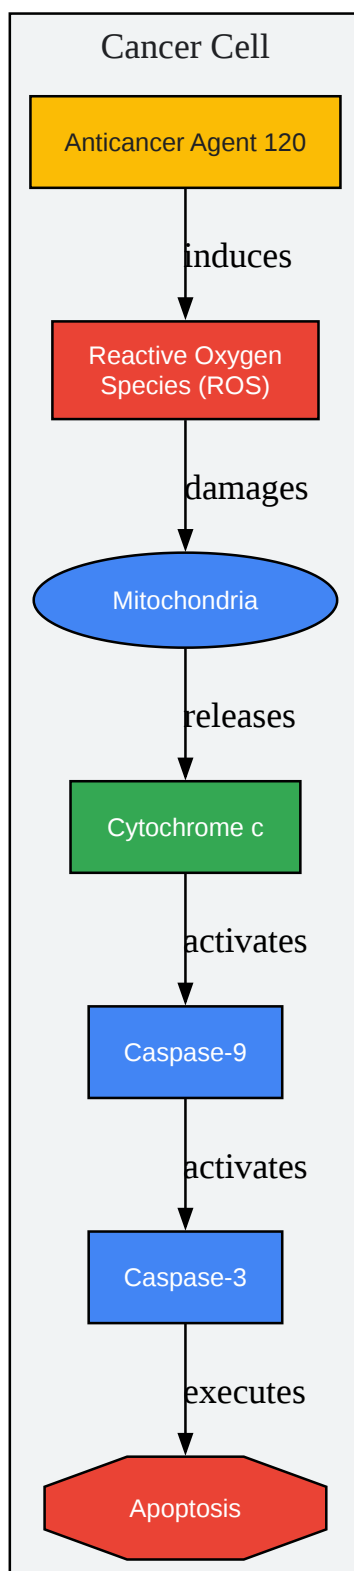 Cancer Cell
Anticancer Agent 120
induces
Reactive Oxygen
Species (ROS)
damages
Mitochondria
releases
Cytochrome c
activates
Caspase-9
activates
Caspase-3
executes
Apoptosis